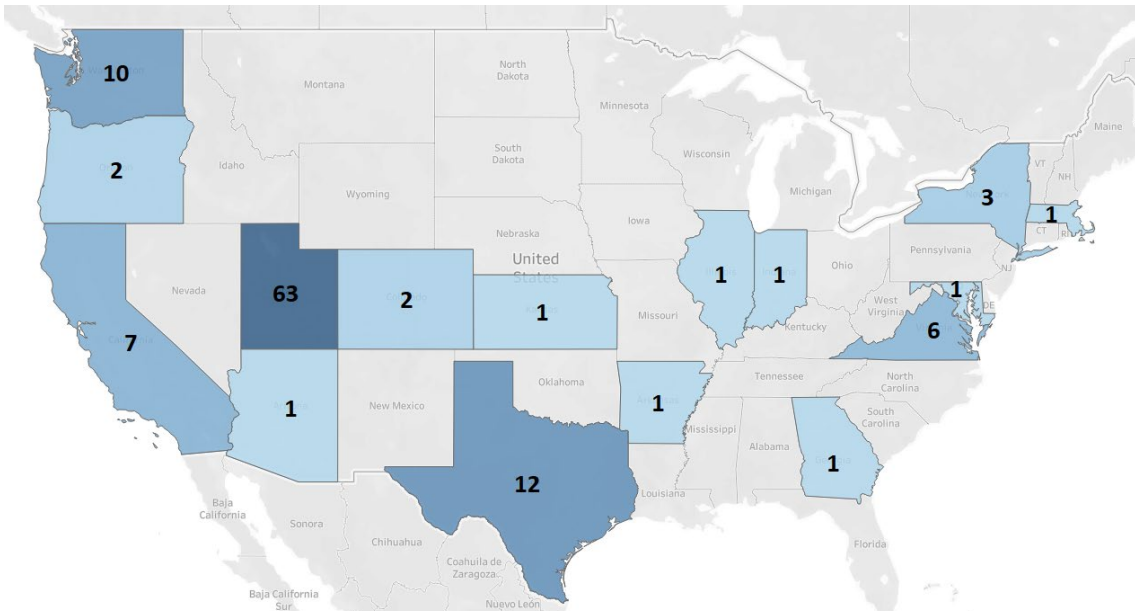 10
North
Dakota
Montana
Minnesota
Maine
2
Idaho
South
Dakota
Wisconsin
VT
NH
Michigan
3
1
Wyoming
Iowa
CT
RI
Nebraska
Pennsylvania
United
States
Ohio
NJ
63
Nevada
2
1
1
1
1
DE
West
Virginia
Missouri
6
7
Kentucky
1
Oklahoma
Tennessee
North
Carolina
New Mexico
1
South
Carolina
Mississippi
Alabama
1
12
Louisiana
Baja
California
Sonora
Chihuahua
Florida
Coahuila de
Zaragoza
Baja California
Sur
Nuevo León